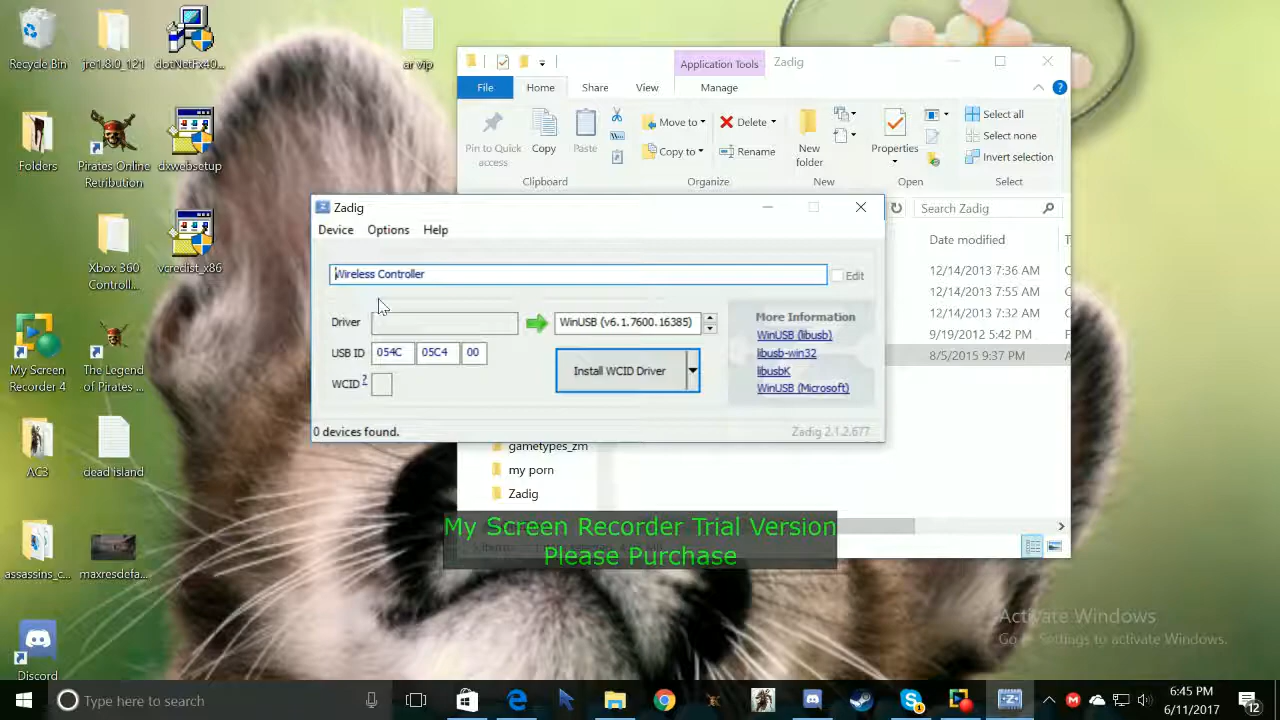 Recycle Bin
jre1.8.0_121
dotNetFx40...
ar vip
Folders
Pirates Online
Retribution
dxwebsetup
Xbox 360
Controll...
vcredist_x86
My Screen
Recorder 4
The Legend
of Pirates ...
AC3
dead island
assassins_c...
maxresdefa...
Discord
Application Tools
Zadig
File
Home
Share
View
Manage
Pin to Quick
access
Copy
Paste
Clipboard
Move to
Copy to
Delete
Rename
Organize
New
folder
New
Properties
Open
Select all
Select none
Invert selection
Select
Search Zadig
Date modified
12/14/2013 7:36 AM
12/14/2013 7:55 AM
9/19/2012 5:42 PM
8/5/2015 9:37 PM
gametypes_zm
my porn
Zadig
Zadig
Device
Options
Help
Wireless Controller
Edit
Driver
WinUSB (v6.1.7600.16385)
USB ID
054C
05C4
00
WCID ?
Install WCID Driver
More Information
WinUSB (libusb)
libusb-win32
libusbK
WinUSB (Microsoft)
0 devices found.
Zadig 2.1.2.677
My Screen Recorder Trial Version
Please Purchase
Activate Windows
Go to Settings to activate Windows.
Type here to search
6:45 PM
6/11/2017
12